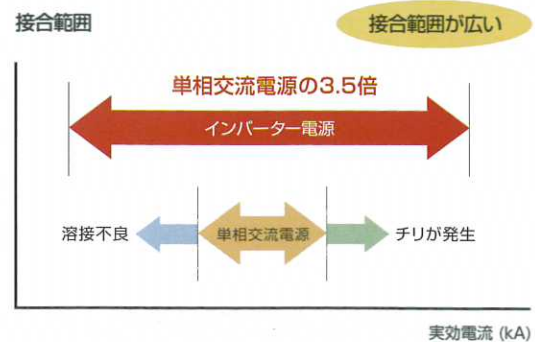 接合範囲
接合範囲が広い
単相交流電源の3.5倍
インバーター電源
溶接不良
単相交流電源
チリが発生
実効電流 (kA)